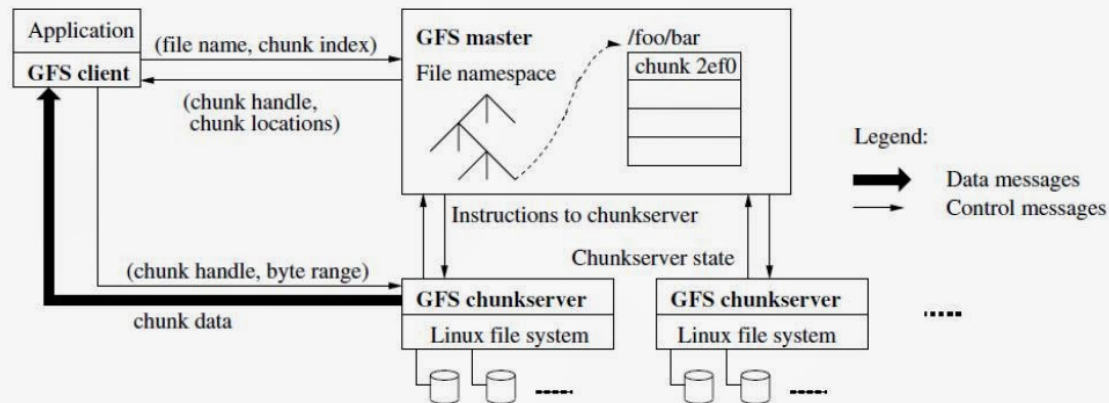 Application
GFS client
(file name, chunk index)
(chunk handle,
chunk locations)
GFS master
File namespace
/foo/bar
chunk 2ef0
Legend:
Data messages
Control messages
Instructions to chunkserver
Chunkserver state
(chunk handle, byte range)
chunk data
GFS chunkserver
Linux file system
GFS chunkserver
Linux file system